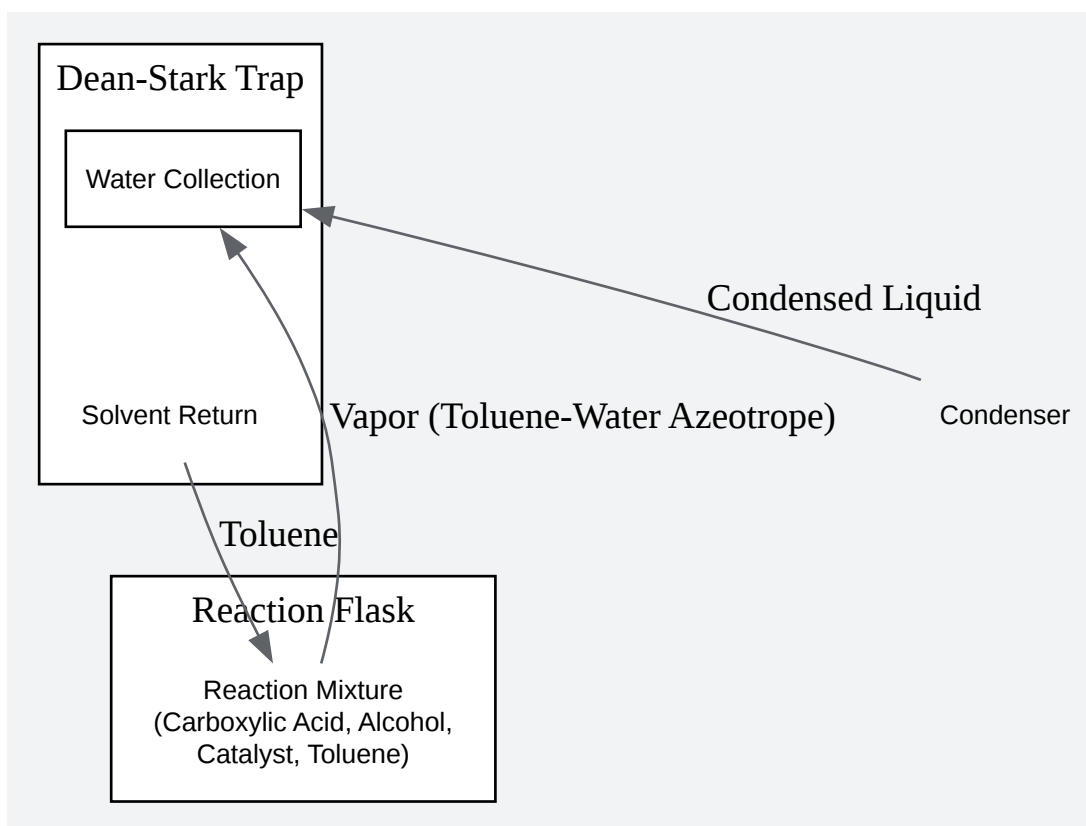 Dean-Stark Trap
Water Collection
Condensed Liquid
Solvent Return
Vapor (Toluene-Water Azeotrope)
Condenser
Toluene
Reaction Flask
Reaction Mixture
(Carboxylic Acid, Alcohol,
Catalyst, Toluene)